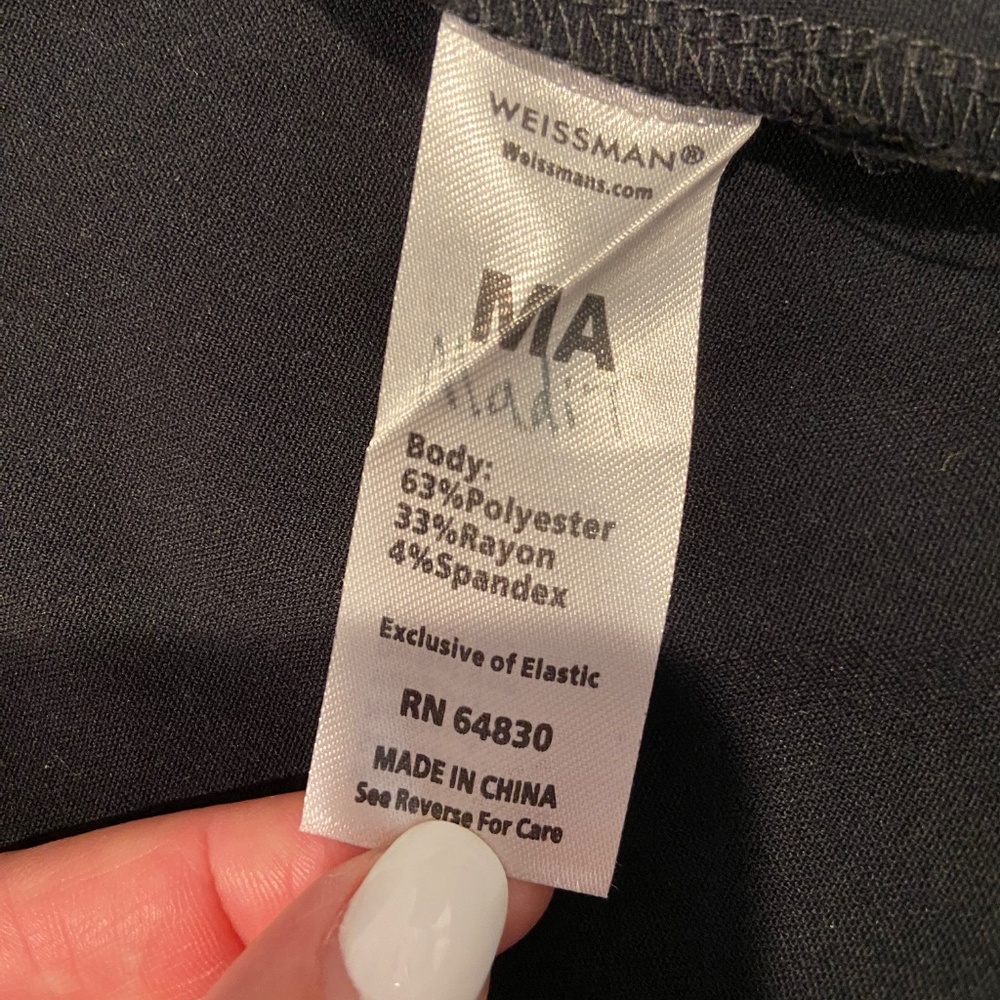 WEISSMAN®
Weissmans.com
MA
Body:
63%Polyester
33%Rayon
4%Spandex
Exclusive of Elastic
RN 64830
MADE IN CHINA
See Reverse For Care